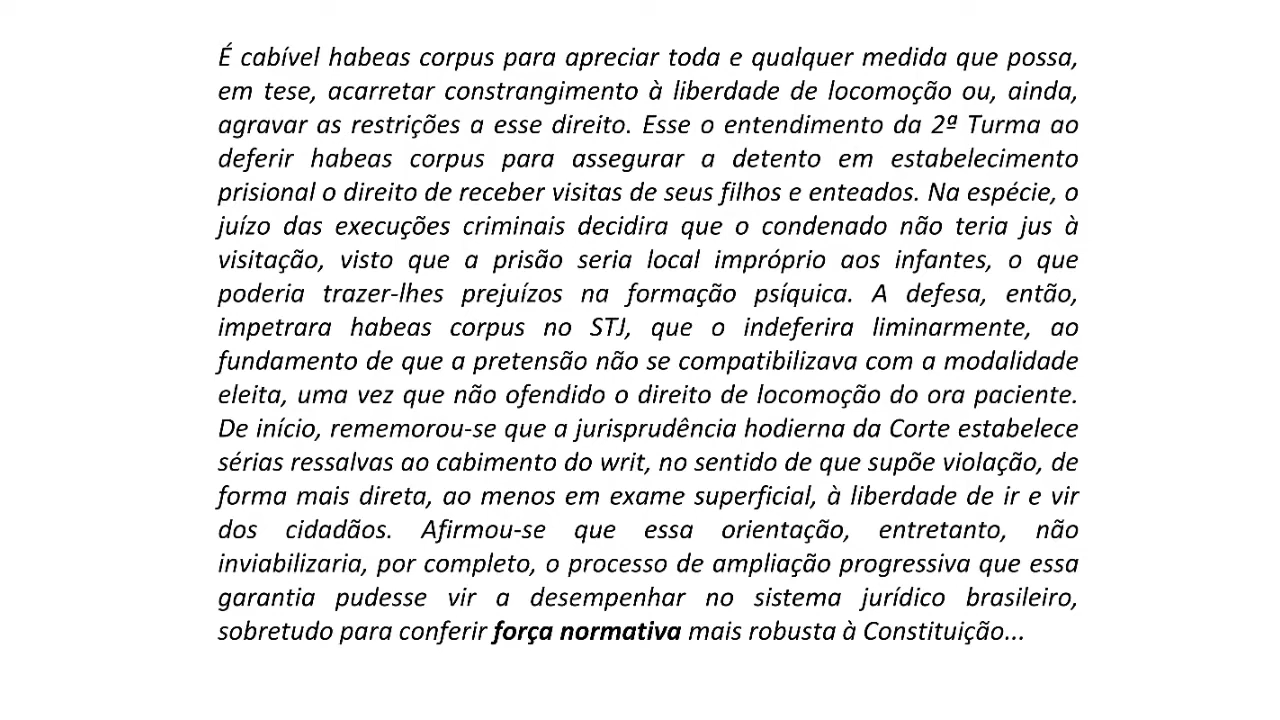 É cabível habeas corpus para apreciar toda e qualquer medida que possa,
em tese, acarretar constrangimento à liberdade de locomoção ou, ainda,
agravar as restrições a esse direito. Esse o entendimento da 2ª Turma ao
deferir habeas corpus para assegurar a detento em estabelecimento
prisional o direito de receber visitas de seus filhos e enteados. Na espécie, o
juízo das execuções criminais decidira que o condenado não teria jus à
visitação, visto que a prisão seria local impróprio aos infantes, o que
poderia trazer-lhes prejuízos na formação psíquica. A defesa, então,
impetrara habeas corpus no STJ, que o indeferira liminarmente, ao
fundamento de que a pretensão não se compatibilizava com a modalidade
eleita, uma vez que não ofendido o direito de locomoção do ora paciente.
De início, rememorou-se que a jurisprudência hodierna da Corte estabelece
sérias ressalvas ao cabimento do writ, no sentido de que supõe violação, de
forma mais direta, ao menos em exame superficial, à liberdade de ir e vir
dos cidadãos. Afirmou-se que essa orientação, entretanto, não
inviabilizaria, por completo, o processo de ampliação progressiva que essa
garantia pudesse vir a desempenhar no sistema jurídico brasileiro,
sobretudo para conferir força normativa mais robusta à Constituição...